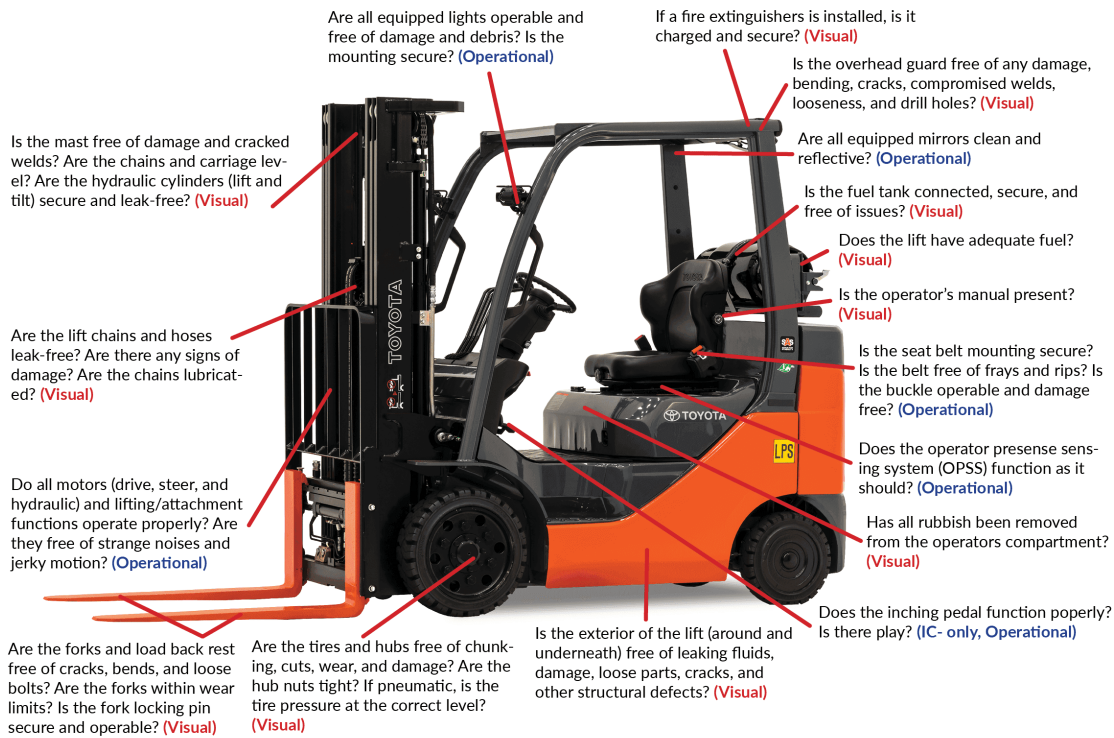 Are all equipped lights operable and
free of damage and debris? Is the
mounting secure? (Operational)
If a fire extinguishers is installed, is it
charged and secure? (Visual)
Is the overhead guard free of any damage,
bending, cracks, compromised welds,
looseness, and drill holes? (Visual)
Is the mast free of damage and cracked
welds? Are the chains and carriage lev-
el? Are the hydraulic cylinders (lift and
tilt) secure and leak-free? (Visual)
Are all equipped mirrors clean and
reflective? (Operational)
Is the fuel tank connected, secure, and
free of issues? (Visual)
Does the lift have adequate fuel?
(Visual)
Is the operator's manual present?
(Visual)
Are the lift chains and hoses
leak-free? Are there any signs of
damage? Are the chains lubricat-
ed? (Visual)
Is the seat belt mounting secure?
Is the belt free of frays and rips? Is
the buckle operable and damage
free? (Operational)
Does the operator presense sens-
ing system (OPSS) function as it
should? (Operational)
Do all motors (drive, steer, and
hydraulic) and lifting/attachment
functions operate properly? Are
they free of strange noises and
jerky motion? (Operational)
Has all rubbish been removed
from the operators compartment?
(Visual)
Does the inching pedal function poperly?
Is there play? (IC- only, Operational)
Are the forks and load back rest
free of cracks, bends, and loose
bolts? Are the forks within wear
limits? Is the fork locking pin
secure and operable? (Visual)
Are the tires and hubs free of chunk-
ing, cuts, wear, and damage? Are the
hub nuts tight? If pneumatic, is the
tire pressure at the correct level?
(Visual)
Is the exterior of the lift (around and
underneath) free of leaking fluids,
damage, loose parts, cracks, and
other structural defects? (Visual)
TOYOTA
TOYOTA
LPS